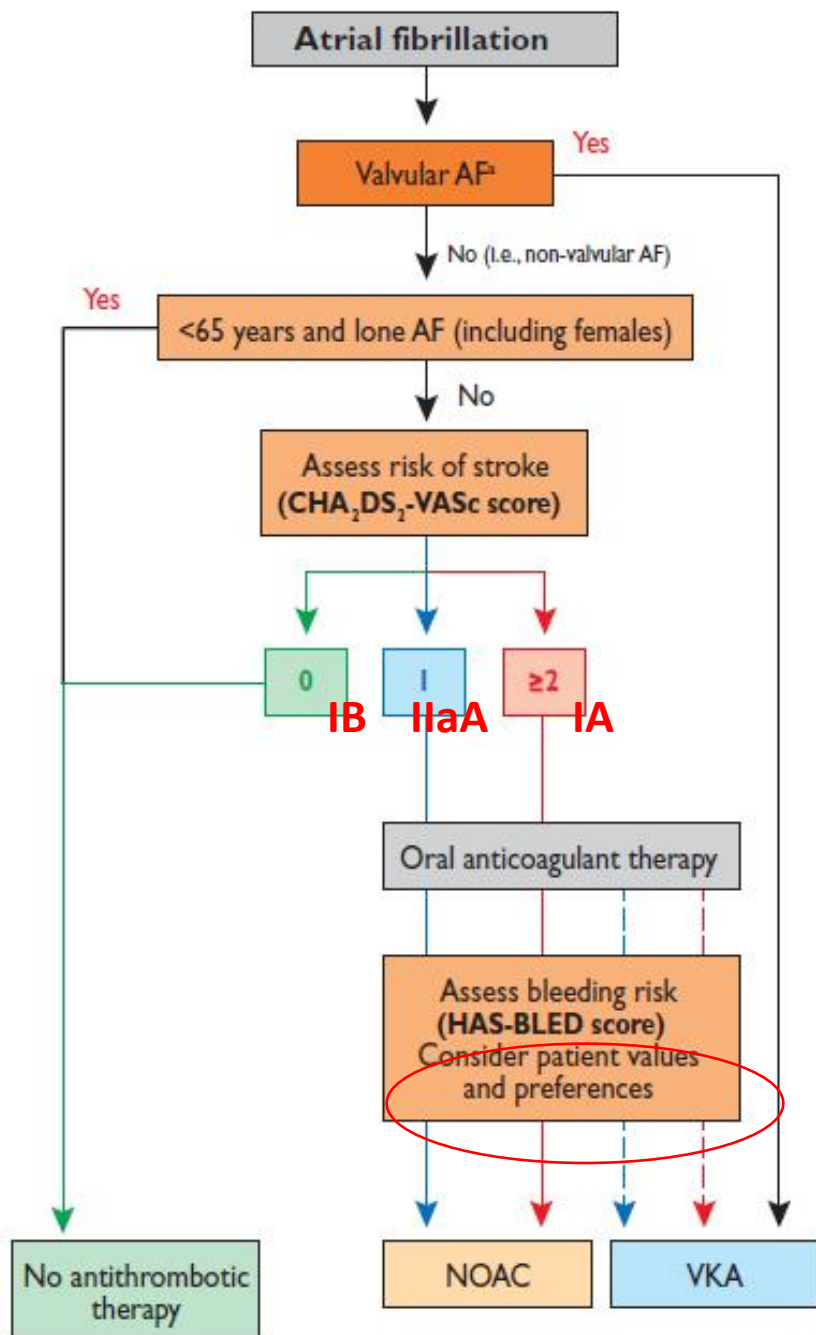 Atrial fibrillation
Yes
Valvular AFᵃ
No (i.e., non-valvular AF)
Yes
<65 years and lone AF (including females)
No
Assess risk of stroke
(CHA₂DS₂-VASc score)
0
1
≥2
IB
IIaA
IA
Oral anticoagulant therapy
Assess bleeding risk
(HAS-BLED score)
Consider patient values
and preferences
No antithrombotic
therapy
NOAC
VKA